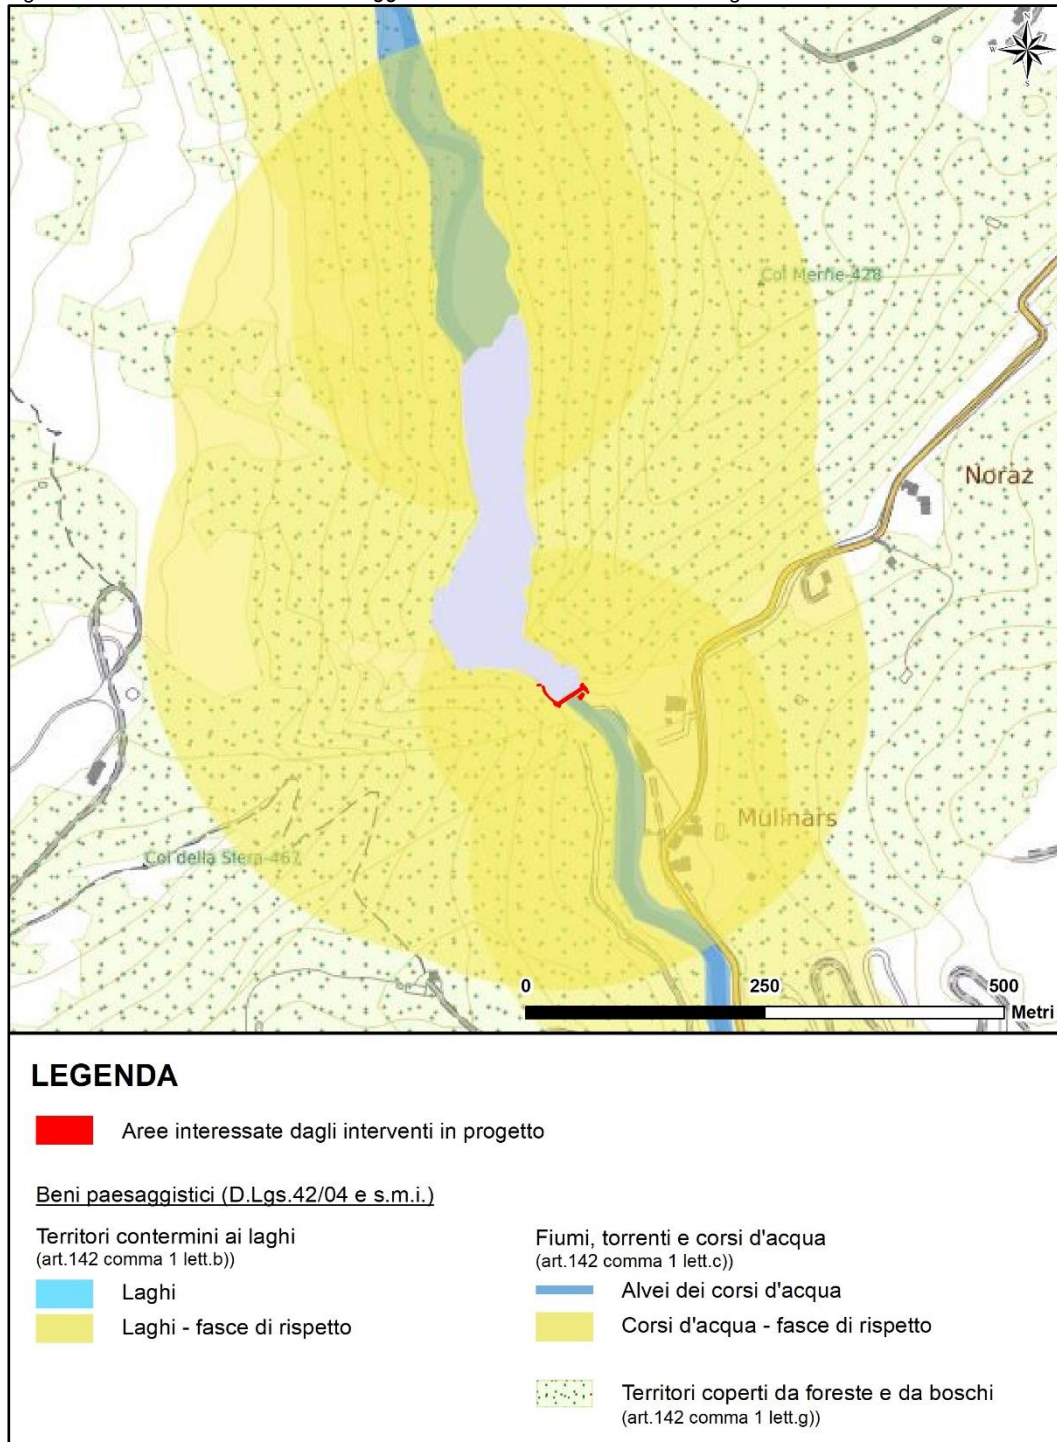 N
W
S
Col Merlie-428
Noraz
Mulinars
Col della Stera-467
0 250 500
Metri
LEGENDA
Aree interessate dagli interventi in progetto
Beni paesaggistici (D.Lgs.42/04 e s.m.i.)
Territori contermini ai laghi
(art.142 comma 1 lett.b))
Laghi
Laghi - fasce di rispetto
Fiumi, torrenti e corsi d'acqua
(art.142 comma 1 lett.c))
Alvei dei corsi d'acqua
Corsi d'acqua - fasce di rispetto
Territori coperti da foreste e da boschi
(art.142 comma 1 lett.g))